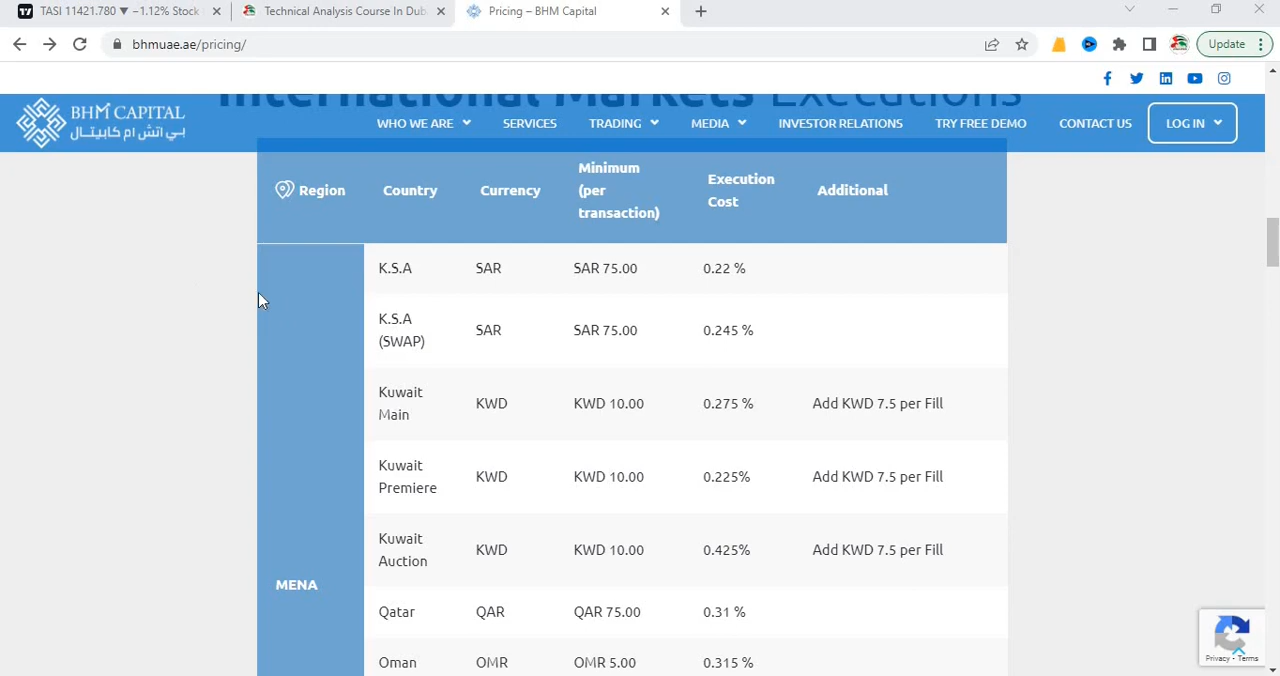 TASI 11421.780 ▼ −1.12% Stock
Technical Analysis Course In Dub
Pricing – BHM Capital
bhmuae.ae/pricing/
Update
International Markets Executions
BHM CAPITAL
بي اتش ام كابيتال
WHO WE ARE
SERVICES
TRADING
MEDIA
INVESTOR RELATIONS
TRY FREE DEMO
CONTACT US
LOG IN
Region
Country
Currency
Minimum
(per
transaction)
Execution
Cost
Additional
MENA
K.S.A SAR SAR 75.00 0.22 %
K.S.A
(SWAP)
SAR SAR 75.00 0.245 %
Kuwait
Main
KWD KWD 10.00 0.275 % Add KWD 7.5 per Fill
Kuwait
Premiere
KWD KWD 10.00 0.225% Add KWD 7.5 per Fill
Kuwait
Auction
KWD KWD 10.00 0.425% Add KWD 7.5 per Fill
Qatar QAR QAR 75.00 0.31 %
Oman OMR OMR 5.00 0.315 %
Privacy - Terms